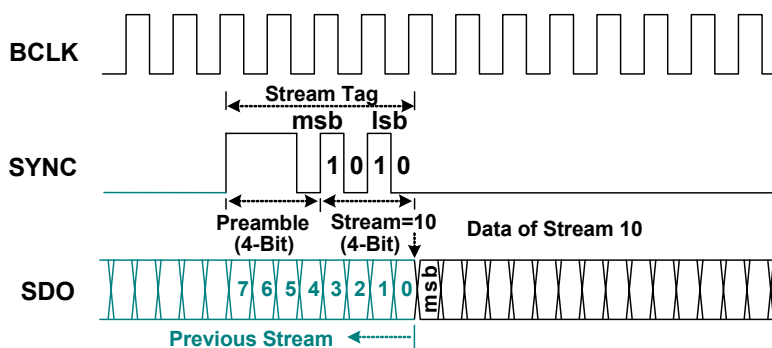 BCLK
Stream Tag
msb lsb
SYNC
1 0 1 0
Preamble Stream=10 Data of Stream 10
(4-Bit) (4-Bit)
SDO
7 6 5 4 3 2 1 0 msb
Previous Stream